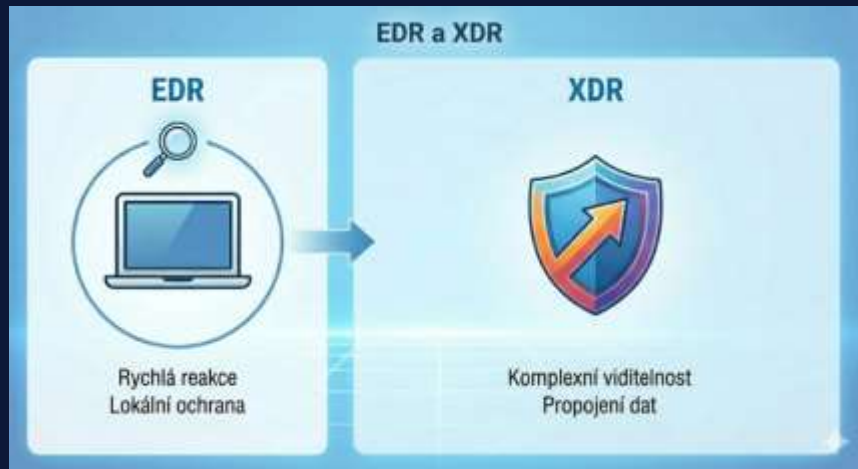 EDR a XDR
EDR
Rychlá reakce
Lokální ochrana
XDR
Komplexní viditelnost
Propojení dat